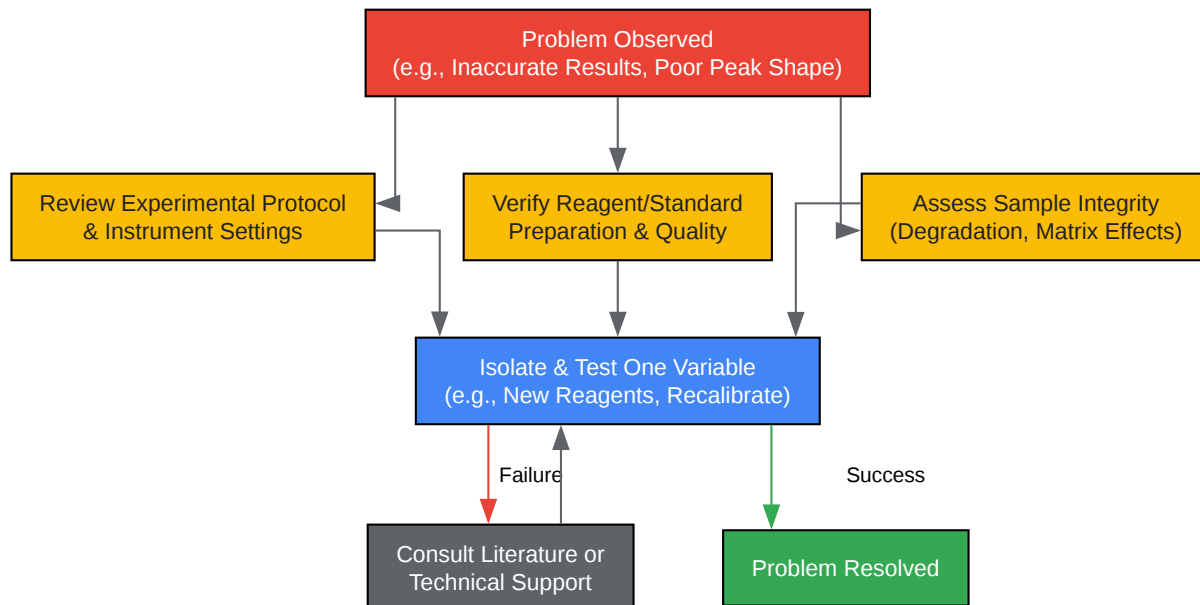 Problem Observed
(e.g., Inaccurate Results, Poor Peak Shape)
Review Experimental Protocol
& Instrument Settings
Verify Reagent/Standard
Preparation & Quality
Assess Sample Integrity
(Degradation, Matrix Effects)
Isolate & Test One Variable
(e.g., New Reagents, Recalibrate)
Failure
Success
Consult Literature or
Technical Support
Problem Resolved